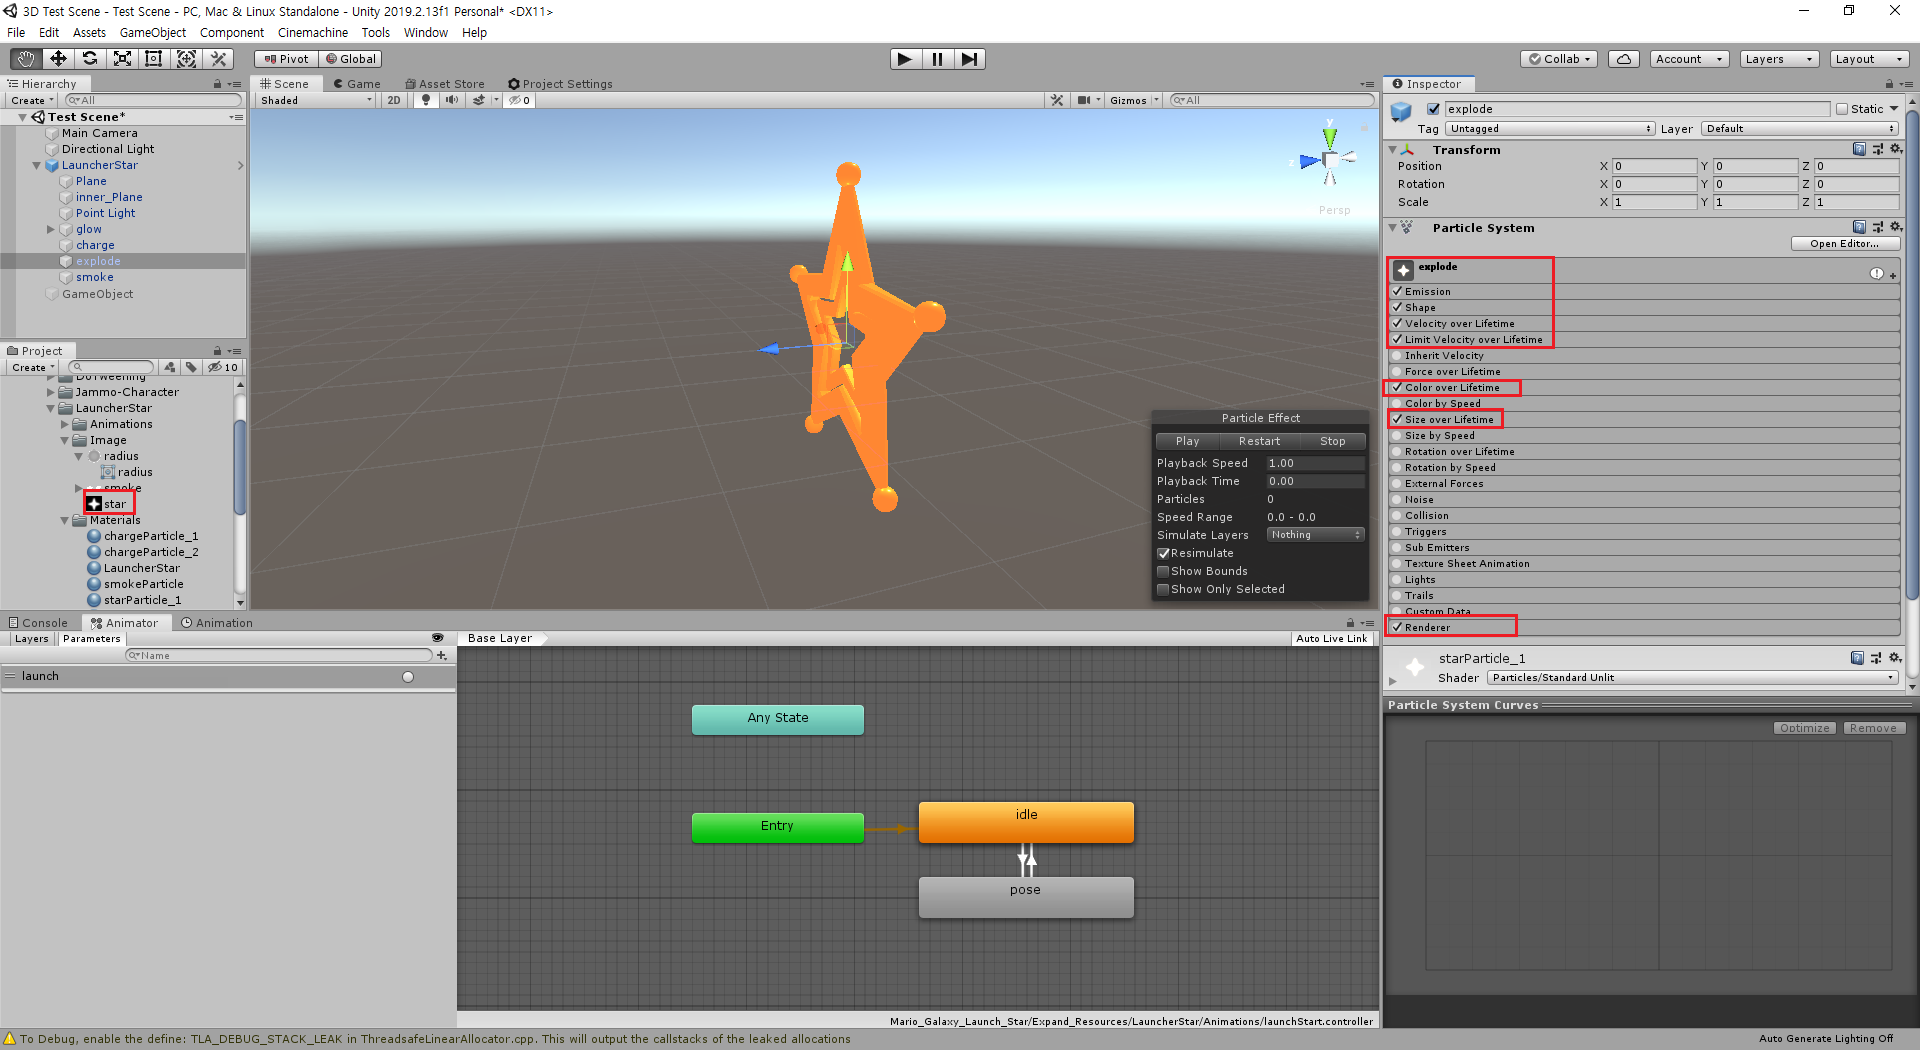 3D Test Scene - Test Scene - PC, Mac & Linux Standalone - Unity 2019.2.13f1 Personal* <DX11>
File Edit Assets GameObject Component Cinemachine Tools Window Help
Pivot Global Collab Account Layers Layout
Hierarchy
Create All
Test Scene*
Main Camera
Directional Light
LauncherStar
Plane
inner_Plane
Point Light
glow
charge
explode
smoke
GameObject
Project
Create 10
DoTweening
Jammo-Character
LauncherStar
Animations
Image
radius
radius
smoke
star
Materials
chargeParticle_1
chargeParticle_2
LauncherStar
smokeParticle
starParticle_1
Scene Game Asset Store Project Settings
Shaded 2D 0 Gizmos All
y
z
Persp
Particle Effect
Play Restart Stop
Playback Speed 1.00
Playback Time 0.00
Particles 0
Speed Range 0.0 - 0.0
Simulate Layers Nothing
Resimulate
Show Bounds
Show Only Selected
Console Animator Animation
Layers Parameters
Name
launch
Base Layer Auto Live Link
Any State
Entry
idle
pose
Mario_Galaxy_Launch_Star/Expand_Resources/LauncherStar/Animations/launchStart.controller
Inspector
explode Static
Tag Untagged Layer Default
Transform
Position X 0 Y 0 Z 0
Rotation X 0 Y 0 Z 0
Scale X 1 Y 1 Z 1
Particle System
Open Editor...
explode
Emission
Shape
Velocity over Lifetime
Limit Velocity over Lifetime
Inherit Velocity
Force over Lifetime
Color over Lifetime
Color by Speed
Size over Lifetime
Size by Speed
Rotation over Lifetime
Rotation by Speed
External Forces
Noise
Collision
Triggers
Sub Emitters
Texture Sheet Animation
Lights
Trails
Custom Data
Renderer
starParticle_1
Shader Particles/Standard Unlit
Particle System Curves
Optimize Remove
To Debug, enable the define: TLA_DEBUG_STACK_LEAK in ThreadsafeLinearAllocator.cpp. This will output the callstacks of the leaked allocations
Auto Generate Lighting Off